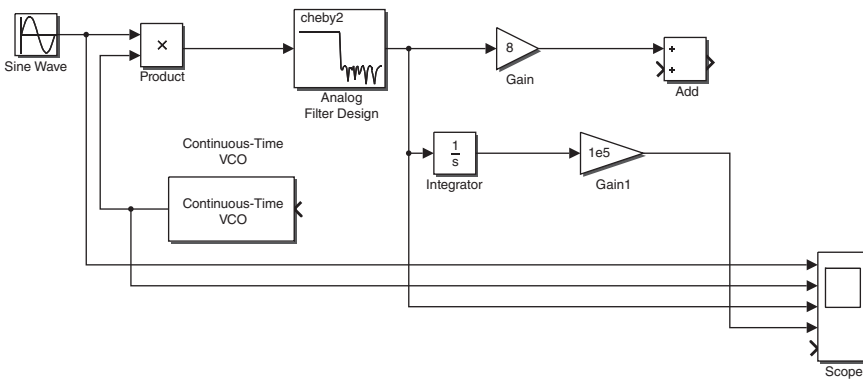 cheby2
Sine Wave
×
Product
Analog
Filter Design
8
Gain
+
+
Add
Continuous-Time
VCO
Continuous-Time
VCO
1
s
Integrator
1e5
Gain1
Scope